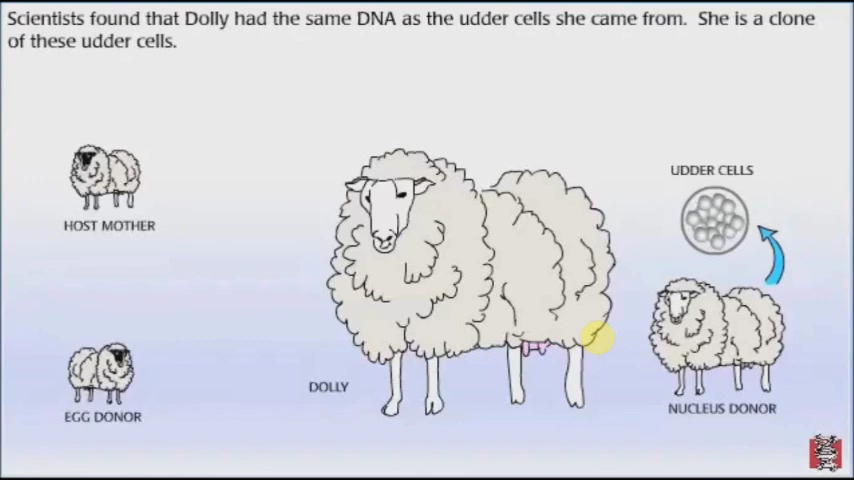 Scientists found that Dolly had the same DNA as the udder cells she came from. She is a clone
of these udder cells.
UDDER CELLS
HOST MOTHER
DOLLY
NUCLEUS DONOR
EGG DONOR